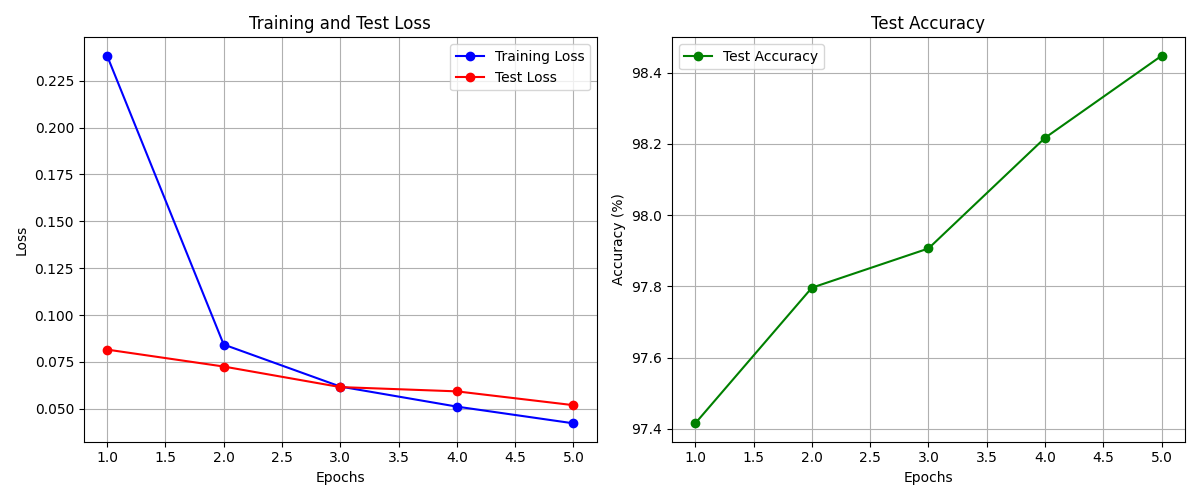 Training and Test Loss
Training Loss
Test Loss
0.225
0.200
0.175
0.150
0.125
0.100
0.075
0.050
Loss
1.0 1.5 2.0 2.5 3.0 3.5 4.0 4.5 5.0
Epochs
Test Accuracy
Test Accuracy
98.4
98.2
98.0
97.8
97.6
97.4
Accuracy (%)
1.0 1.5 2.0 2.5 3.0 3.5 4.0 4.5 5.0
Epochs